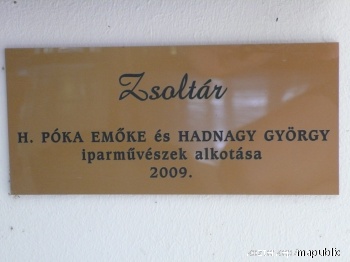 Zsoltár
H. PÓKA EMŐKE és HADNAGY GYÖRGY
iparművészek alkotása
2009.
mapublic